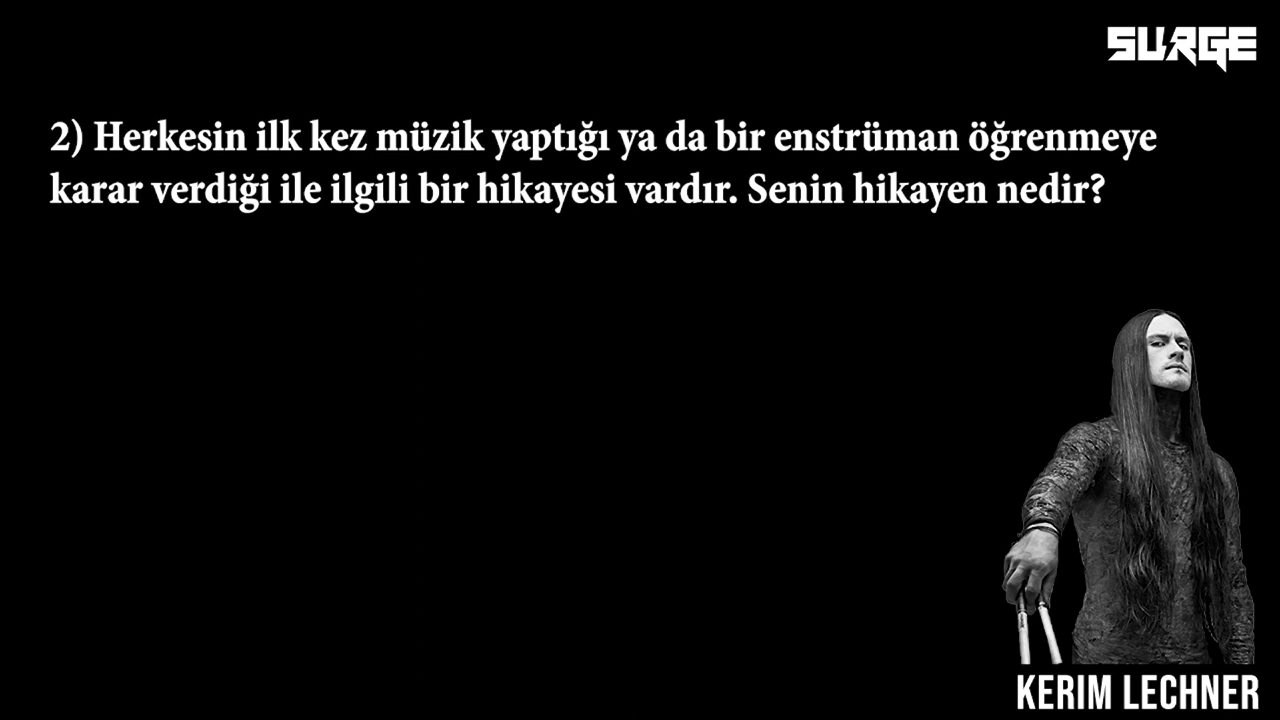 SURGE
2) Herkesin ilk kez müzik yaptığı ya da bir enstrüman öğrenmeye
karar verdiği ile ilgili bir hikayesi vardır. Senin hikayen nedir?
KERIM LECHNER